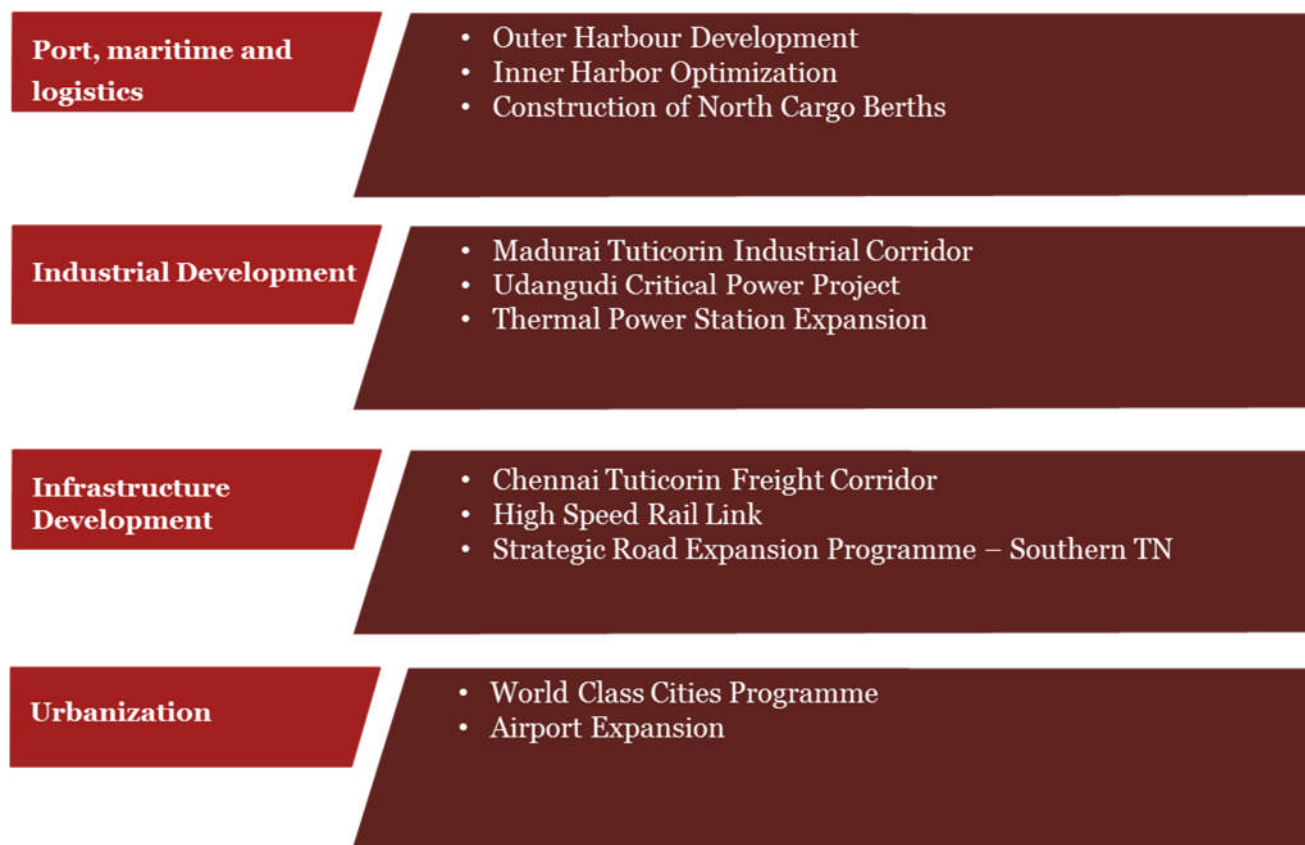 Port, maritime and
logistics
• Outer Harbour Development
• Inner Harbor Optimization
• Construction of North Cargo Berths
Industrial Development
• Madurai Tuticorin Industrial Corridor
• Udangudi Critical Power Project
• Thermal Power Station Expansion
Infrastructure
Development
• Chennai Tuticorin Freight Corridor
• High Speed Rail Link
• Strategic Road Expansion Programme – Southern TN
Urbanization
• World Class Cities Programme
• Airport Expansion